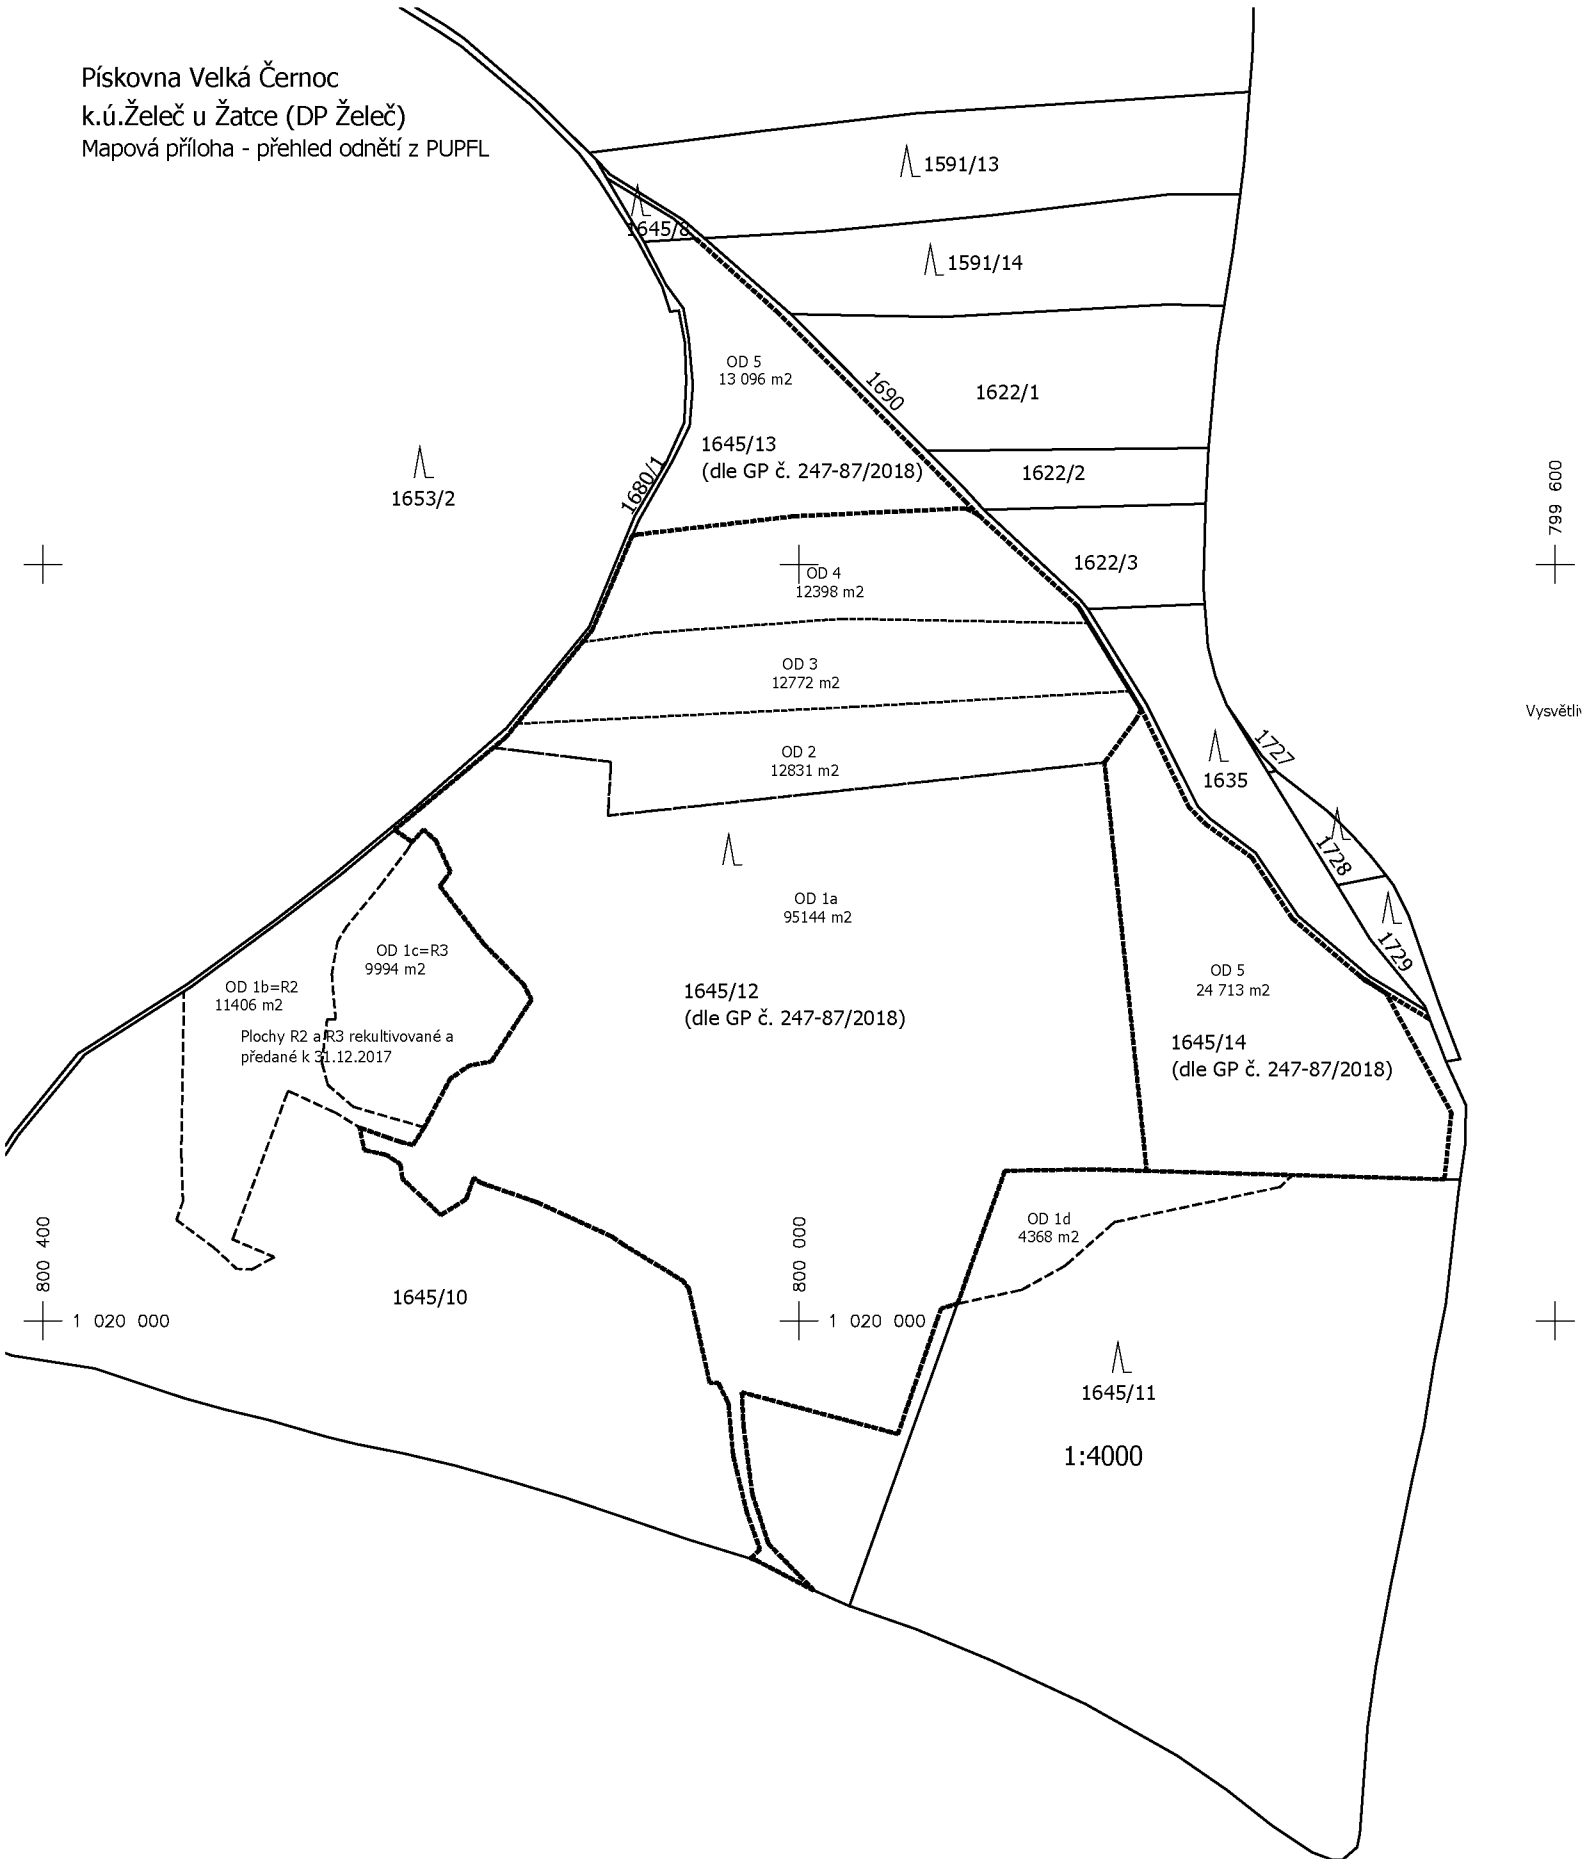 Pískovna Velká Černoc
k.ú.Želeč u Žatce (DP Želeč)
Mapová příloha - přehled odnětí z PUPFL
1591/13
1645/8
1591/14
OD 5
13 096 m2
1690
1622/1
1645/13
(dle GP č. 247-87/2018)
1622/2
1680/1
1653/2
799 600
1622/3
OD 4
12398 m2
OD 3
12772 m2
Vysvětliv
OD 2
12831 m2
1727
1635
1728
OD 1a
95144 m2
1729
OD 1c=R3
9994 m2
OD 1b=R2
11406 m2
OD 5
24 713 m2
1645/12
(dle GP č. 247-87/2018)
Plochy R2 a R3 rekultivované a
předané k 31.12.2017
1645/14
(dle GP č. 247-87/2018)
OD 1d
4368 m2
800 400
800 000
1645/10
1 020 000
1 020 000
1645/11
1:4000